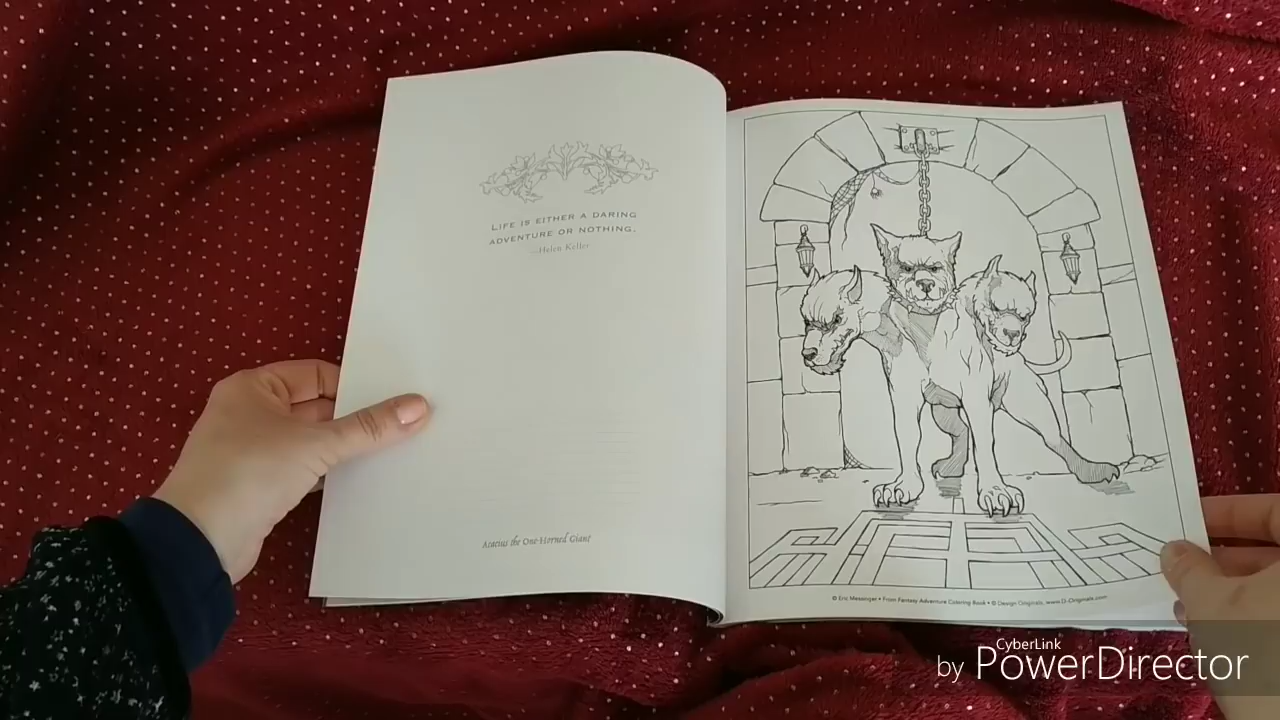 LIFE IS EITHER A DARING
ADVENTURE OR NOTHING.
—Helen Keller
Aracius the One-Horned Giant
© Eric Messinger • From Fantasy Adventure Coloring Book • © Design Originals, www.D-Originals.com
CyberLink
by PowerDirector